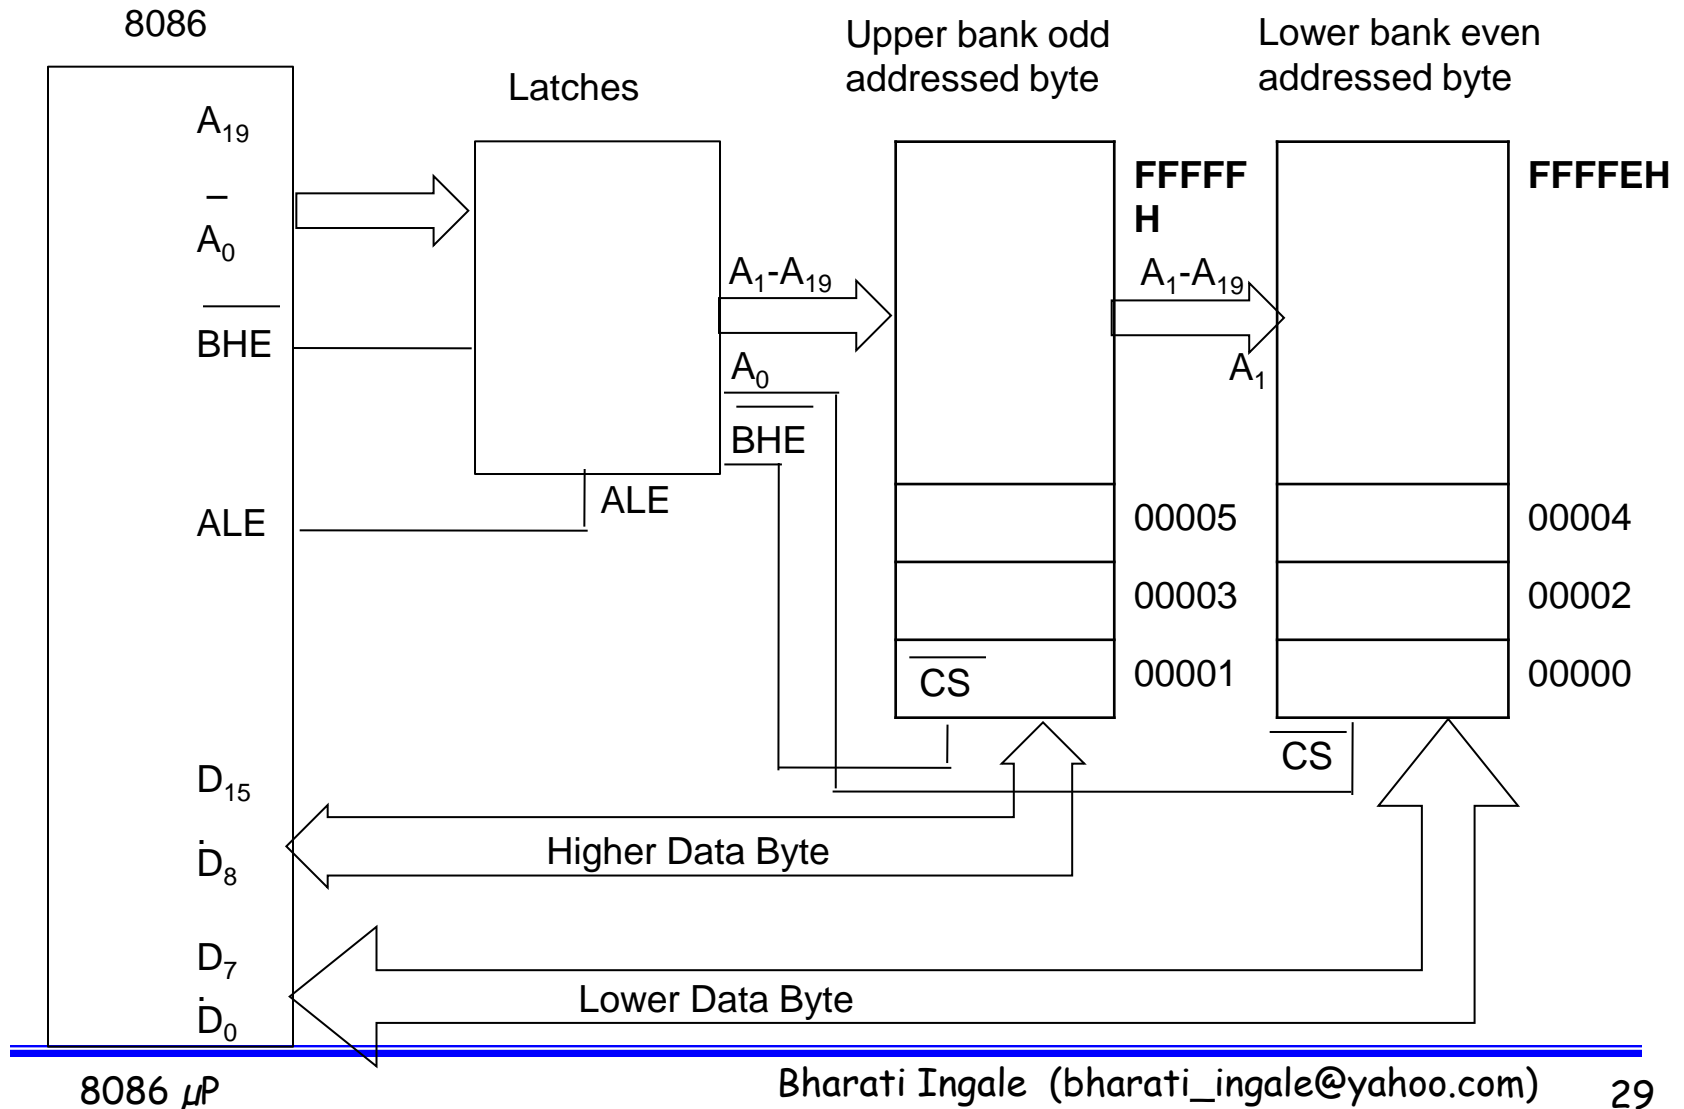 8086
Upper bank odd
addressed byte
Lower bank even
addressed byte
Latches
A19
–
A0
BHE
ALE
D15
.
D8
D7
.
D0
A1-A19
A0
BHE
ALE
FFFFF
H
A1-A19
A1
FFFFEH
00005
00003
00001
00004
00002
00000
CS
CS
Higher Data Byte
Lower Data Byte
8086 µP
Bharati Ingale (bharati_ingale@yahoo.com)
29